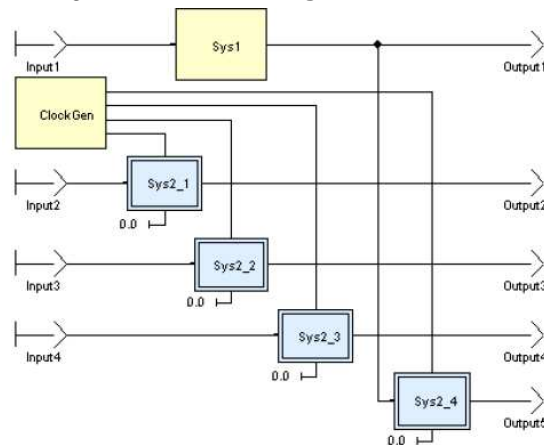 Sys1
Input1
Output1
ClockGen
Sys2_1
Input2
Output2
0.0
Sys2_2
Input3
Output3
0.0
Sys2_3
Input4
Output4
0.0
Sys2_4
Output5
0.0